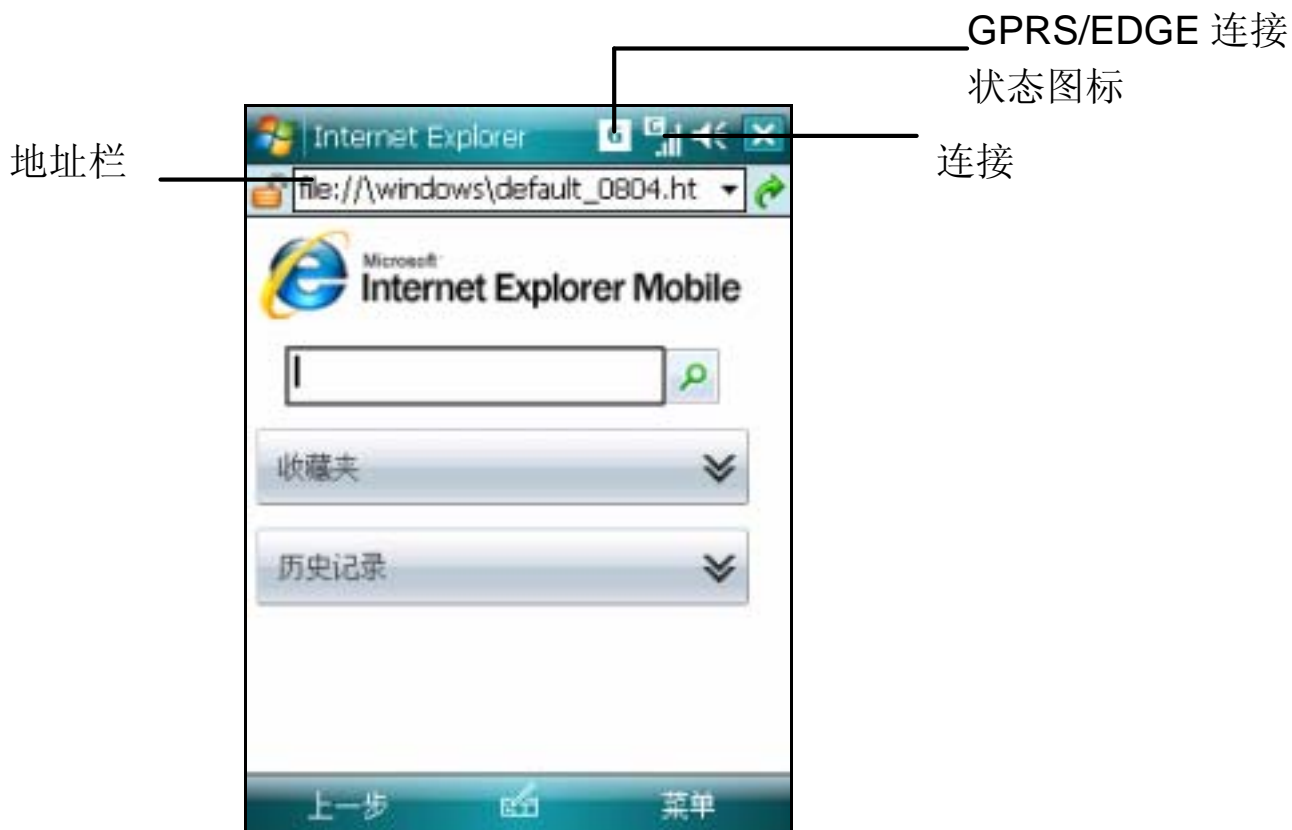 GPRS/EDGE 连接
状态图标
地址栏
连接
Internet Explorer
G
G
file://\windows\default_0804.ht
Microsoft
Internet Explorer Mobile
收藏夹
历史记录
上一步
菜单